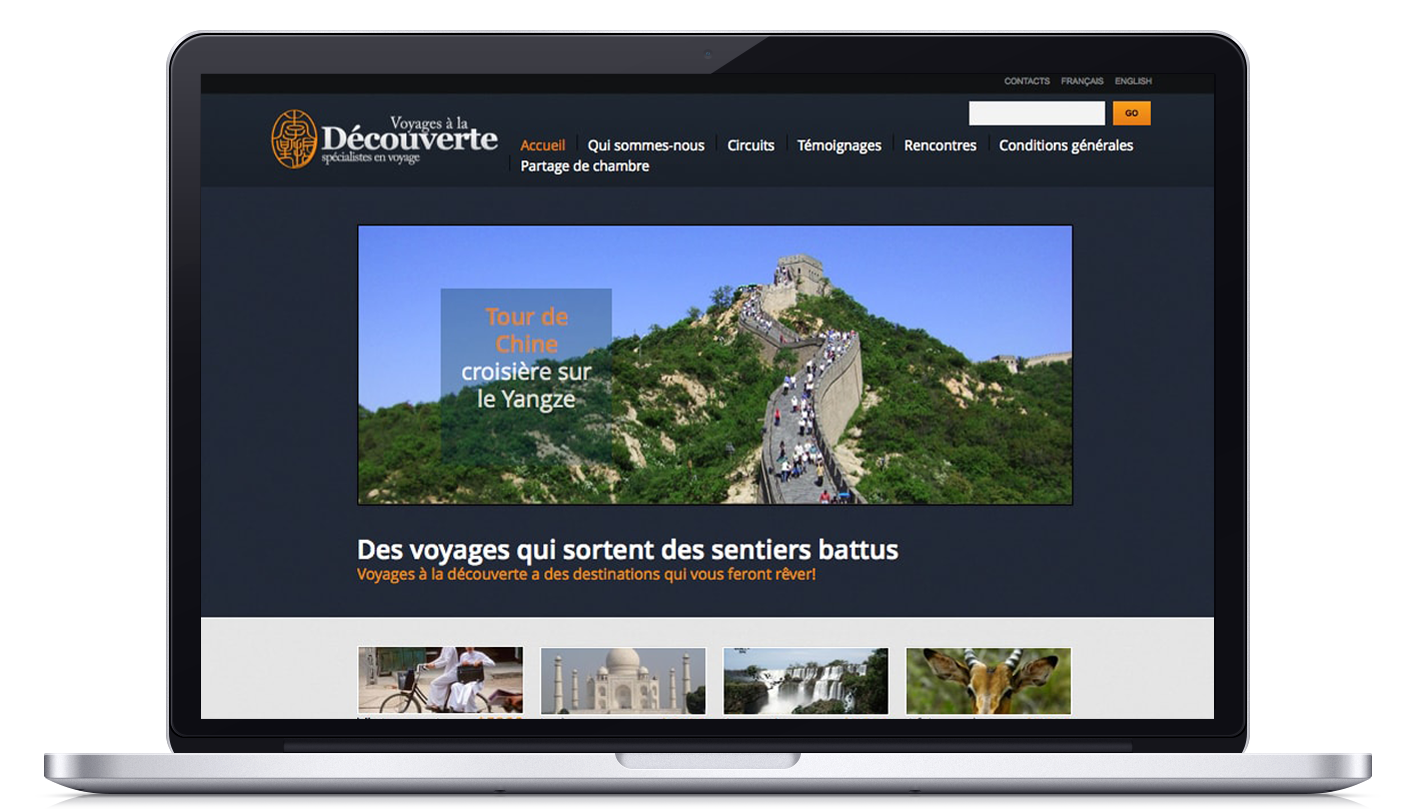 CONTACTS FRANÇAIS ENGLISH
GO
Voyages à la
Découverte
spécialistes en voyage
Accueil Qui sommes-nous Circuits Témoignages Rencontres Conditions générales
Partage de chambre
Tour de
Chine
croisière sur
le Yangze
Des voyages qui sortent des sentiers battus
Voyages à la découverte a des destinations qui vous feront rêver!